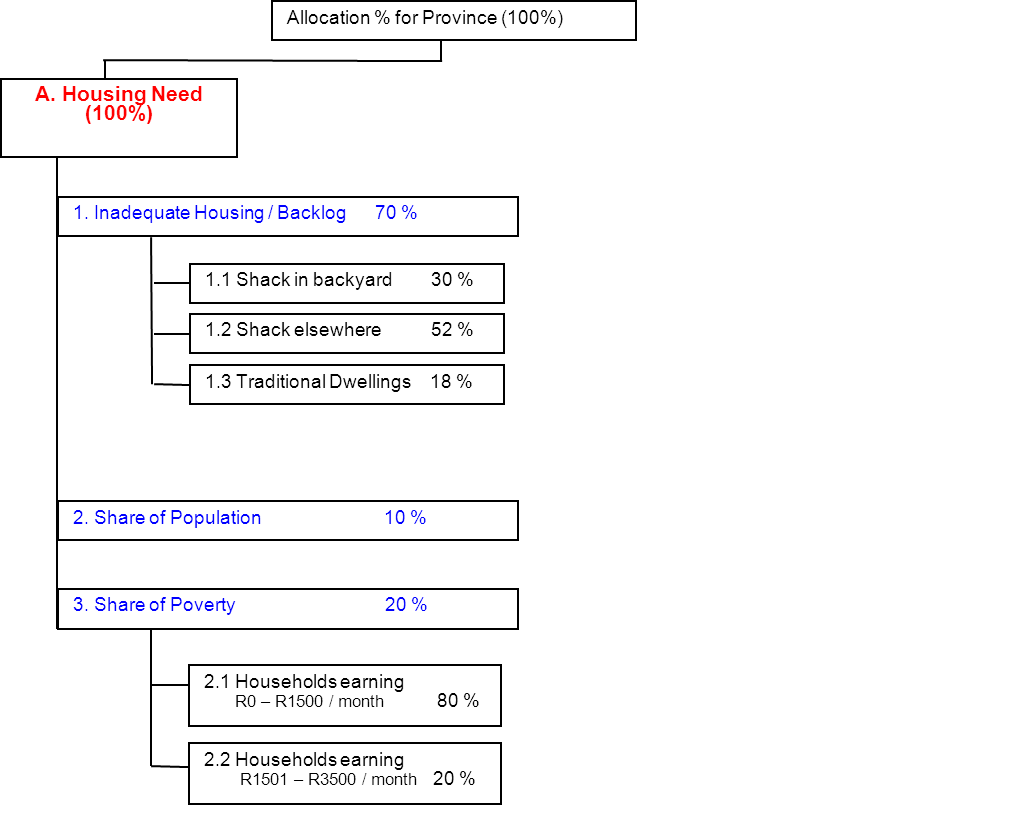 Allocation % for Province (100%)
A. Housing Need
(100%)
1. Inadequate Housing / Backlog 70 %
1.1 Shack in backyard 30 %
1.2 Shack elsewhere 52 %
1.3 Traditional Dwellings 18 %
2. Share of Population 10 %
3. Share of Poverty 20 %
2.1 Households earning
R0 – R1500 / month 80 %
2.2 Households earning
R1501 – R3500 / month 20 %